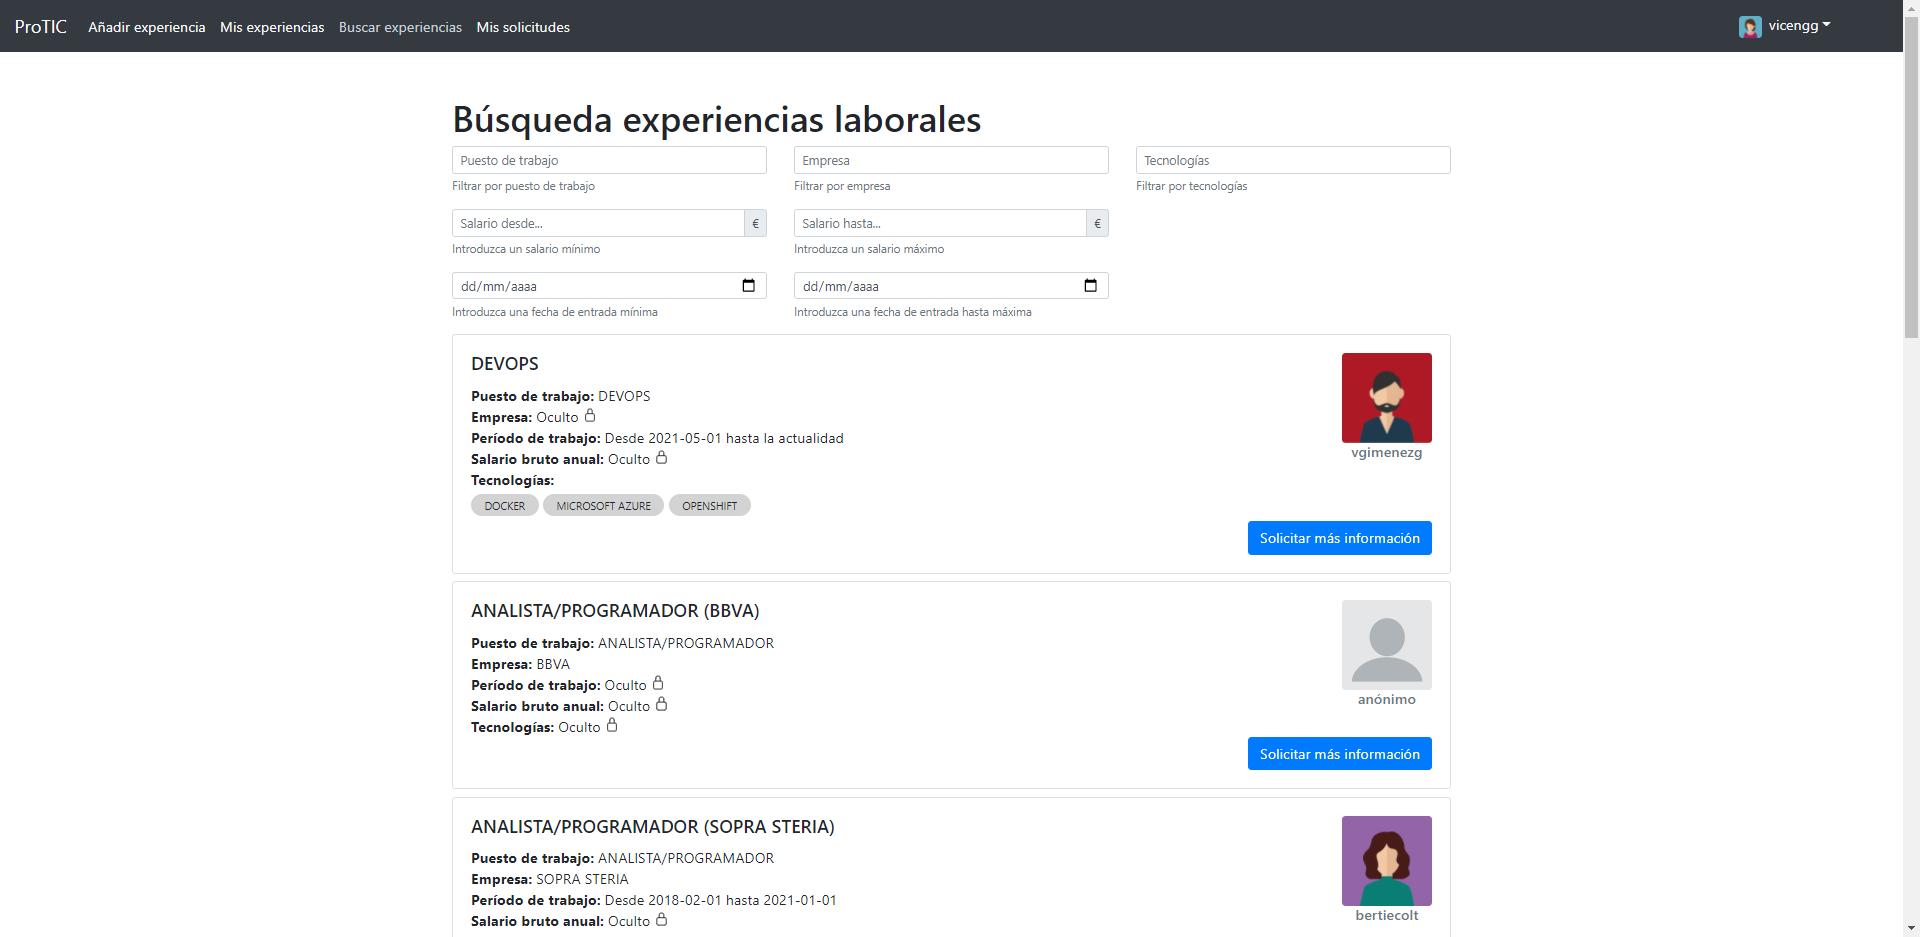 ProTIC Añadir experiencia Mis experiencias Buscar experiencias Mis solicitudes vicengg
Búsqueda experiencias laborales
Puesto de trabajo Empresa Tecnologías
Filtrar por puesto de trabajo Filtrar por empresa Filtrar por tecnologías
Salario desde... € Salario hasta... €
Introduzca un salario mínimo Introduzca un salario máximo
dd/mm/aaaa dd/mm/aaaa
Introduzca una fecha de entrada mínima Introduzca una fecha de entrada hasta máxima
DEVOPS
Puesto de trabajo: DEVOPS
Empresa: Oculto
Período de trabajo: Desde 2021-05-01 hasta la actualidad
vgimenezg
Salario bruto anual: Oculto
Tecnologías:
DOCKER MICROSOFT AZURE OPENSHIFT
Solicitar más información
ANALISTA/PROGRAMADOR (BBVA)
Puesto de trabajo: ANALISTA/PROGRAMADOR
Empresa: BBVA
Período de trabajo: Oculto
anónimo
Salario bruto anual: Oculto
Tecnologías: Oculto
Solicitar más información
ANALISTA/PROGRAMADOR (SOPRA STERIA)
Puesto de trabajo: ANALISTA/PROGRAMADOR
Empresa: SOPRA STERIA
Período de trabajo: Desde 2018-02-01 hasta 2021-01-01
bertiecolt
Salario bruto anual: Oculto